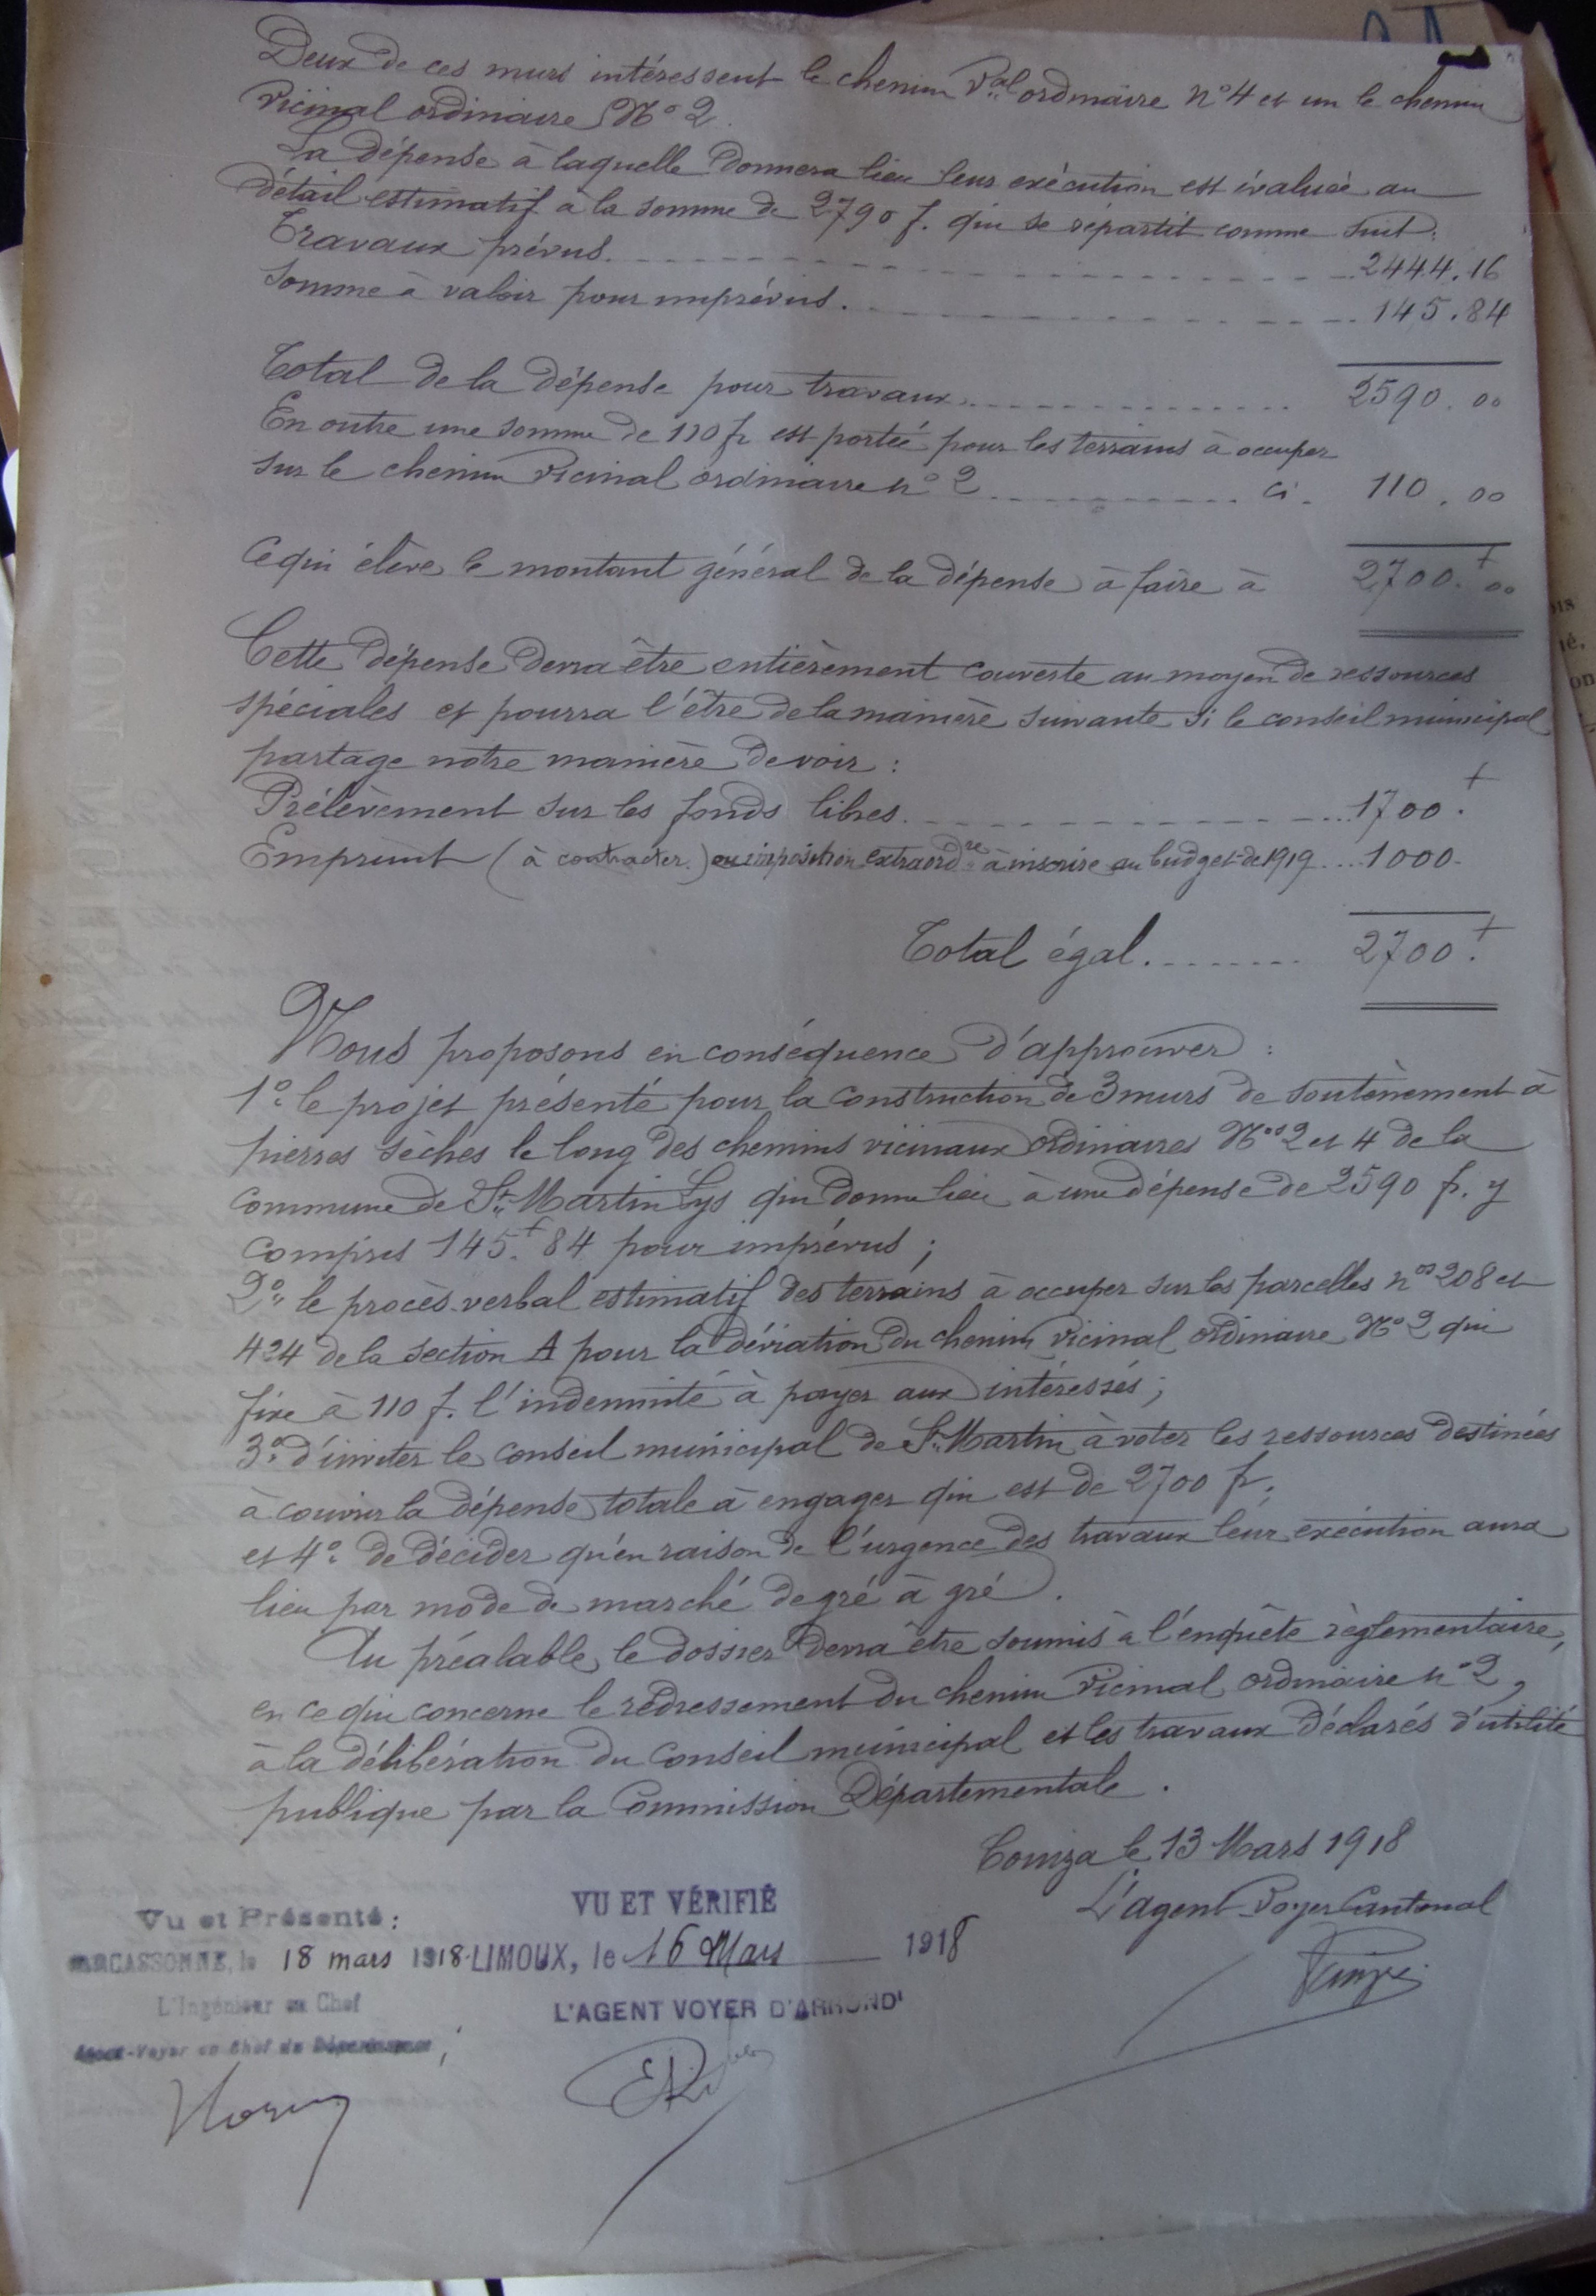 Deux de ces murs intéressent le chemin Val ordinaire n° 4 et un le chemin
vicinal ordinaire N° 2.
La dépense à laquelle donnera lieu leur exécution est évaluée au
détail estimatif à la somme de 2790 f. qui se répartit comme suit:
Travaux prévus. 2444.16
Somme à valoir pour imprévus. 145.84
Total de la dépense pour travaux 2590.00
En outre une somme de 110 fr est portée pour les terrains à occuper
sur le chemin vicinal ordinaire n° 2 ci. 110.00
Ce qui élève le montant général de la dépense à faire à 2700.f 00
Cette dépense devra être entièrement couverte au moyen de ressources
spéciales et pourra l'être de la manière suivante si le conseil municipal
partage notre manière de voir :
Prélèvement sur les fonds libres. 1700.f
Emprunt (à contracter.) ou imposition extraordre à inscrire au budget de 1919 1000.
Total égal. 2700.f
Nous proposons en conséquence d'approuver :
1° le projet présenté pour la construction de 3 murs de soutènement à
pierres sèches le long des chemins vicinaux ordinaires Nos 2 et 4 de la
commune de St Martin Lys qui donne lieu à une dépense de 2590 f. y
compris 145.f 84 pour imprévus ;
2° le procès-verbal estimatif des terrains à occuper sur les parcelles nos 208 et
424 de la section A pour la déviation du chemin vicinal ordinaire N° 2 qui
fixe à 110 f. l'indemnité à payer aux intéressés ;
3° d'inviter le conseil municipal de St Martin à voter les ressources destinées
à couvrir la dépense totale à engager qui est de 2700 fr.
et 4° de décider qu'en raison de l'urgence des travaux leur exécution aura
lieu par mode de marché de gré à gré.
Au préalable, le dossier devra être soumis à l'enquête règlementaire,
en ce qui concerne le redressement du chemin vicinal ordinaire n° 2,
à la délibération du Conseil municipal et les travaux déclarés d'utilité
publique par la Commission Départementale.
Couiza le 13 Mars 1918
L'agent Voyer Cantonal
VU ET VÉRIFIÉ
LIMOUX, le 16 Mars 1918
L'AGENT VOYER D'ARRONDt
Vu et Présenté :
CARCASSONNE, le 18 mars 1918
L'Ingénieur en Chef
Agent-Voyer en Chef du Département,